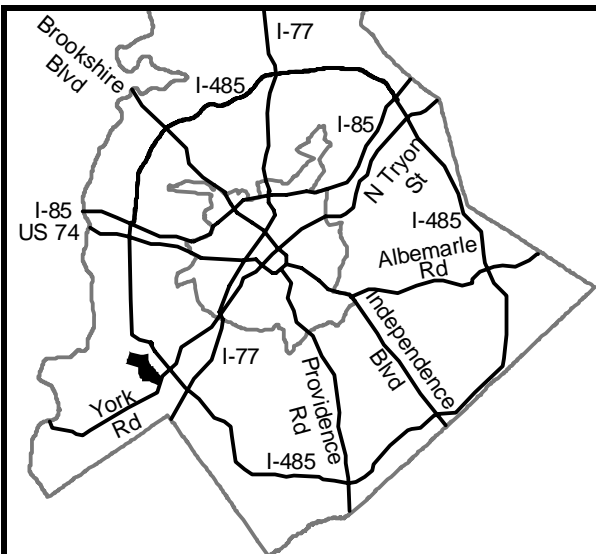 I-77
Brookshire
Blvd
I-485
I-85
N Tryon
St
I-85
US 74
I-485
Albemarle
Rd
Independence
Blvd
I-77
Providence
Rd
York
Rd
I-485